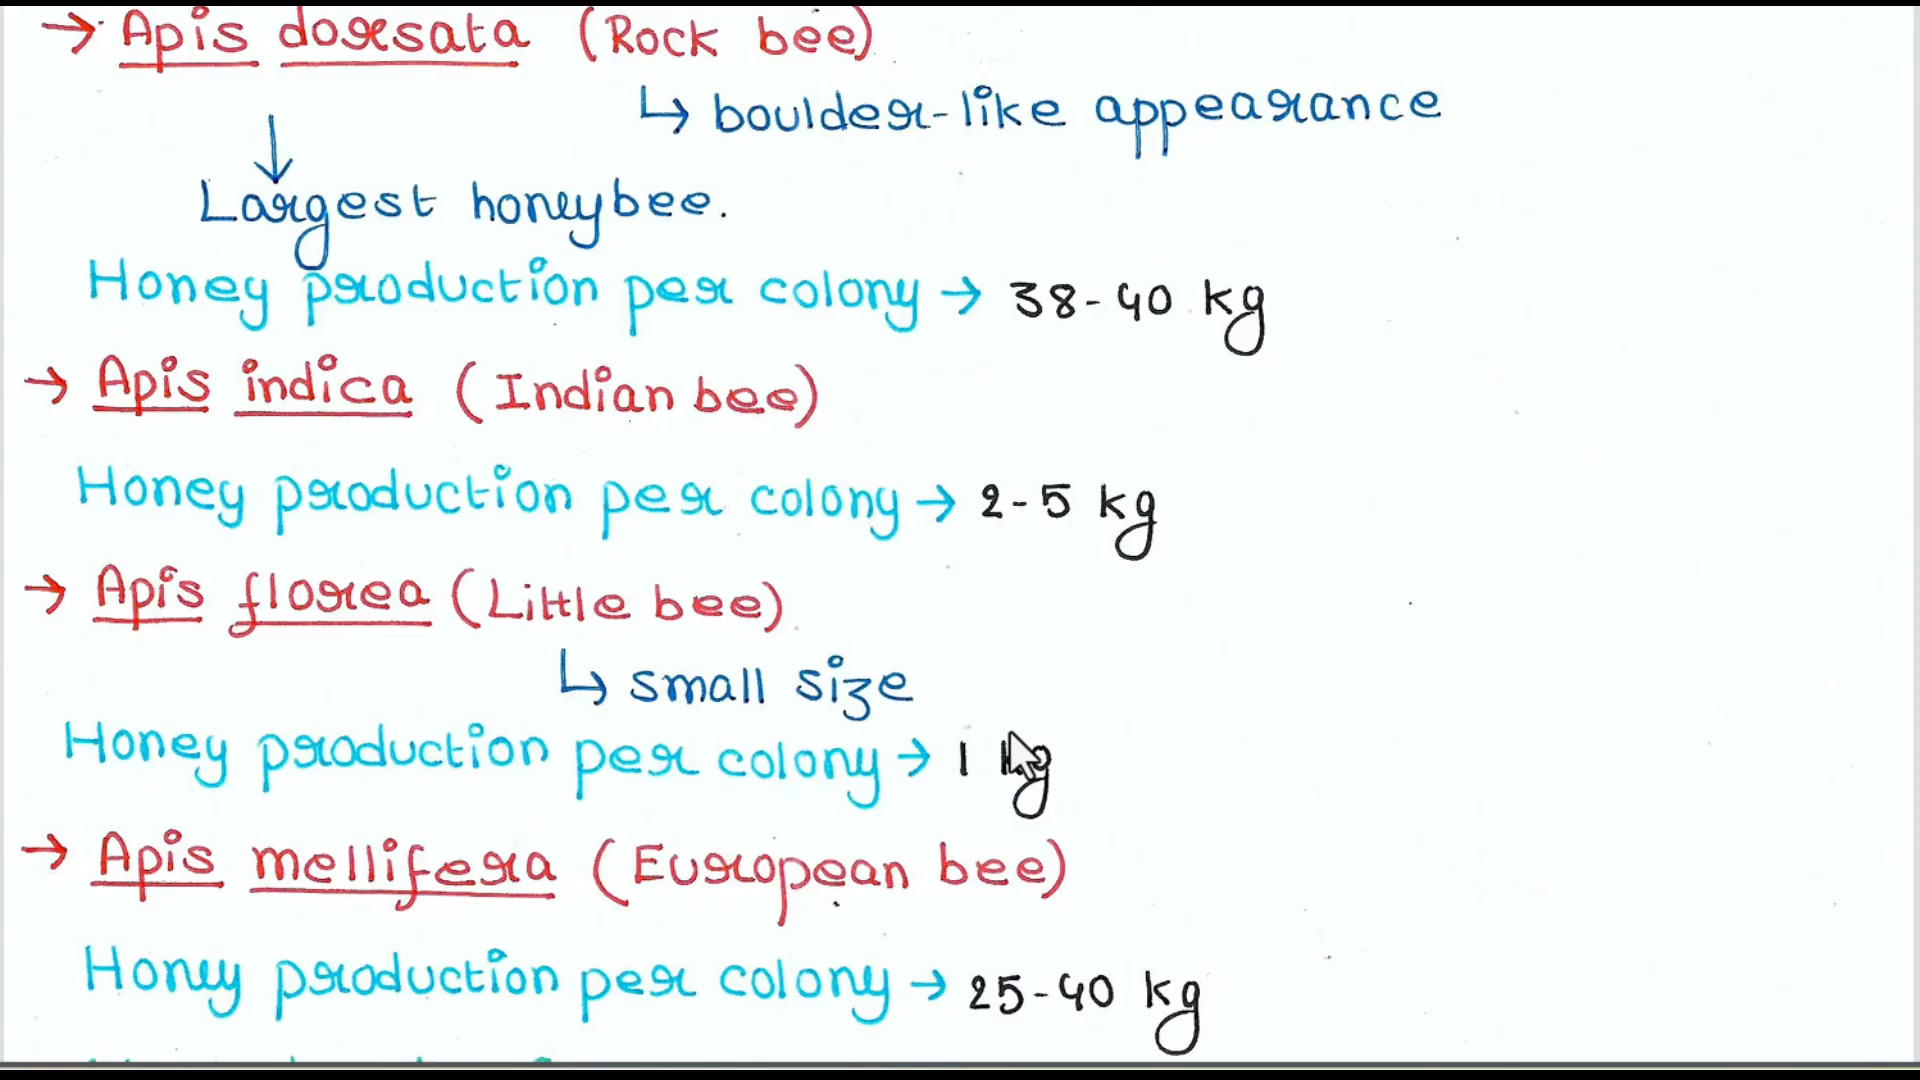 → Apis dorsata (Rock bee)
↳ boulder-like appearance
↓
Largest honeybee.
Honey production per colony → 38-40 kg
→ Apis indica (Indian bee)
Honey production per colony → 2-5 kg
→ Apis florea (Little bee)
↳ small size
Honey production per colony → 1 kg
→ Apis mellifera (European bee)
Honey production per colony → 25-40 kg